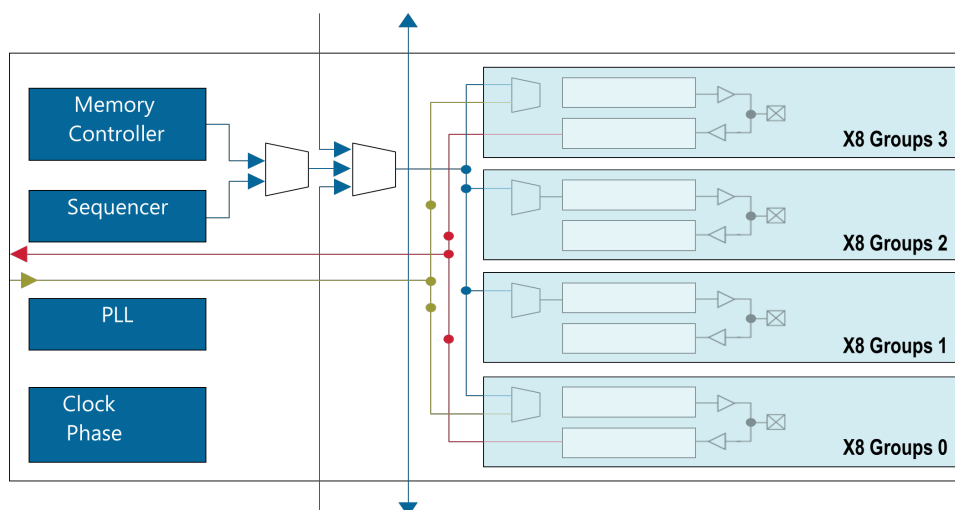 Memory
Controller
Sequencer
PLL
Clock
Phase
X8 Groups 3
X8 Groups 2
X8 Groups 1
X8 Groups 0